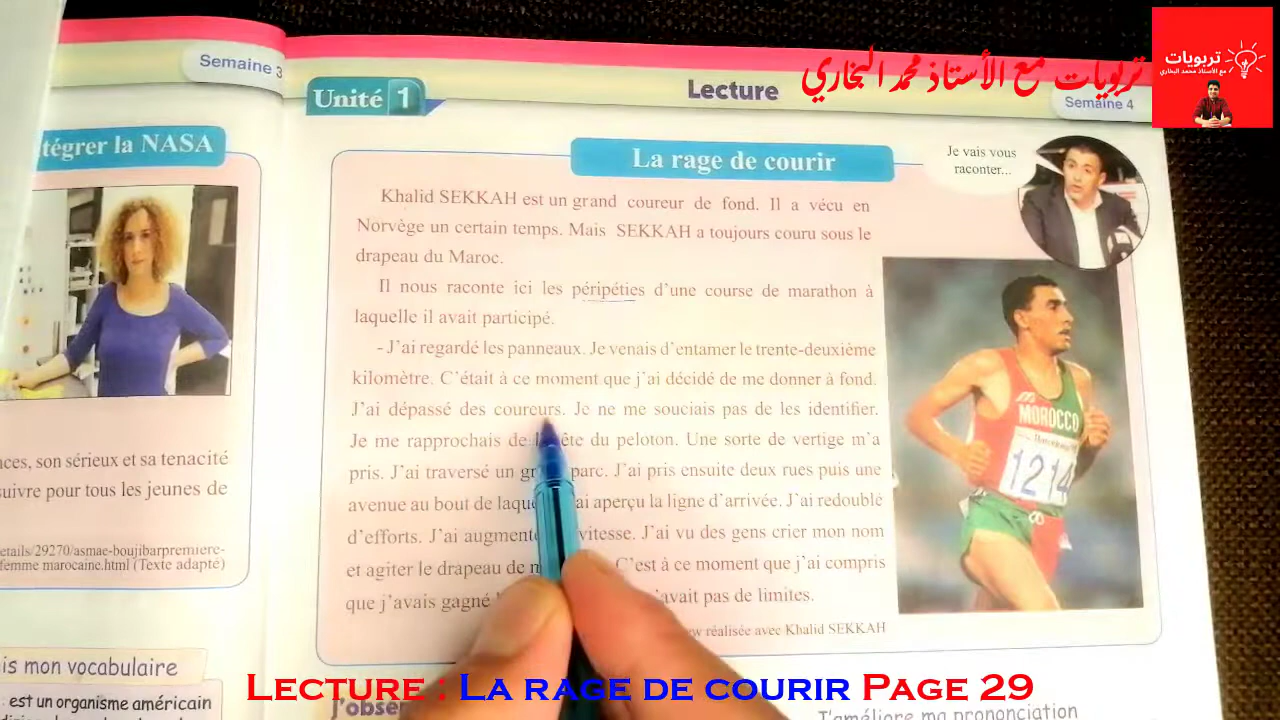 Semaine 3
tégrer la NASA
nces, son sérieux et sa tenacité
suivre pour tous les jeunes de
etails/29270/asmae-boujibarpremiere-
femme marocaine.html (Texte adapté)
is mon vocabulaire
: est un organisme américain
Unité 1
Lecture
Semaine 4
تربويات مع الأستاذ محمد البخاري
تربويات
مع الأستاذ محمد البخاري
La rage de courir
Je vais vous
raconter...
Khalid SEKKAH est un grand coureur de fond. Il a vécu en
Norvège un certain temps. Mais SEKKAH a toujours couru sous le
drapeau du Maroc.
Il nous raconte ici les péripéties d'une course de marathon à
laquelle il avait participé.
- J'ai regardé les panneaux. Je venais d'entamer le trente-deuxième
kilomètre. C'était à ce moment que j'ai décidé de me donner à fond.
J'ai dépassé des coureurs. Je ne me souciais pas de les identifier.
Je me rapprochais de du peloton. Une sorte de vertige m'a
pris. J'ai traversé un parc. J'ai pris ensuite deux rues puis une
avenue au bout de aperçu la ligne d'arrivée. J'ai redoublé
d'efforts. J'ai vitesse. J'ai vu des gens crier mon nom
et agiter le drapeau de C'est à ce moment que j'ai compris
que j'avais gagné n'avait pas de limites.
réalisée avec Khalid SEKKAH
MOROCCO
1214
J'améliore ma prononciation
Lecture : La rage de courir Page 29